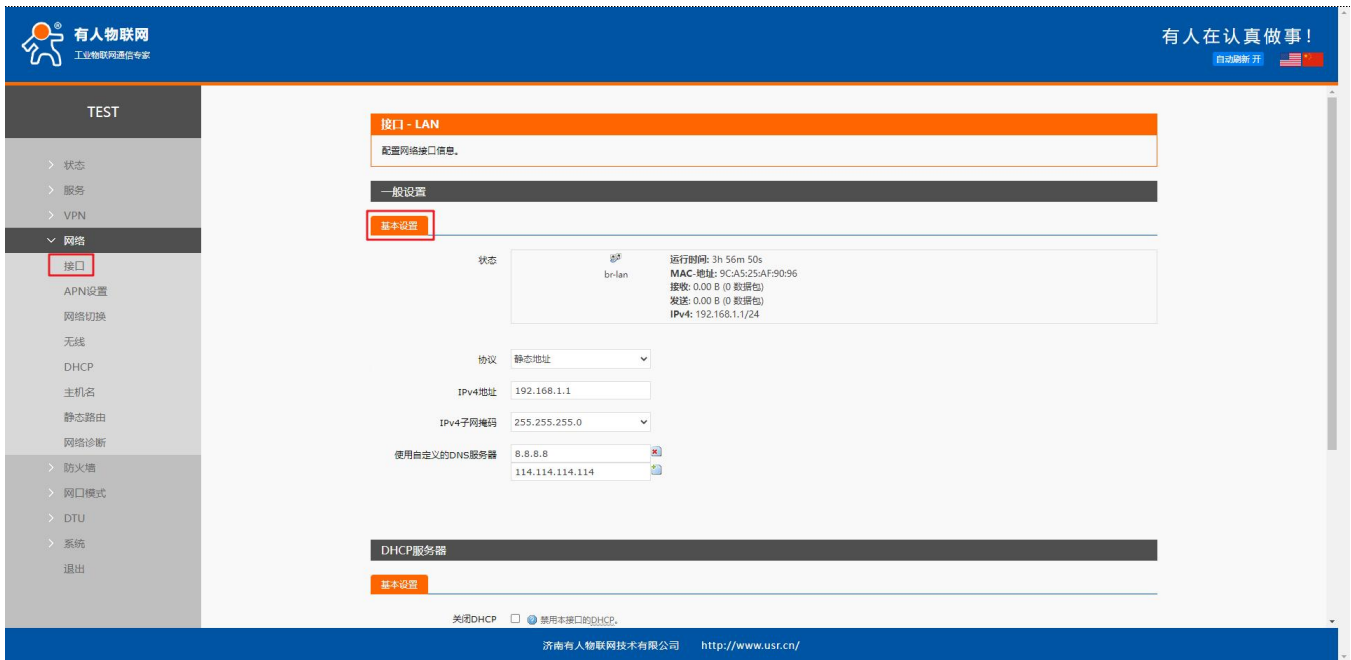 有人物联网
工业物联网通信专家
有人在认真做事!
自动刷新 开
TEST
状态
服务
VPN
网络
接口
APN设置
网络切换
无线
DHCP
主机名
静态路由
网络诊断
防火墙
网口模式
DTU
系统
退出
接口 - LAN
配置网络接口信息。
一般设置
基本设置
状态
br-lan
运行时间: 3h 56m 50s
MAC-地址: 9C:A5:25:AF:90:96
接收: 0.00 B (0 数据包)
发送: 0.00 B (0 数据包)
IPv4: 192.168.1.1/24
协议 静态地址
IPv4地址 192.168.1.1
IPv4子网掩码 255.255.255.0
使用自定义的DNS服务器 8.8.8.8
114.114.114.114
DHCP服务器
基本设置
关闭DHCP 禁用本接口的DHCP。
济南有人物联网技术有限公司 http://www.usr.cn/